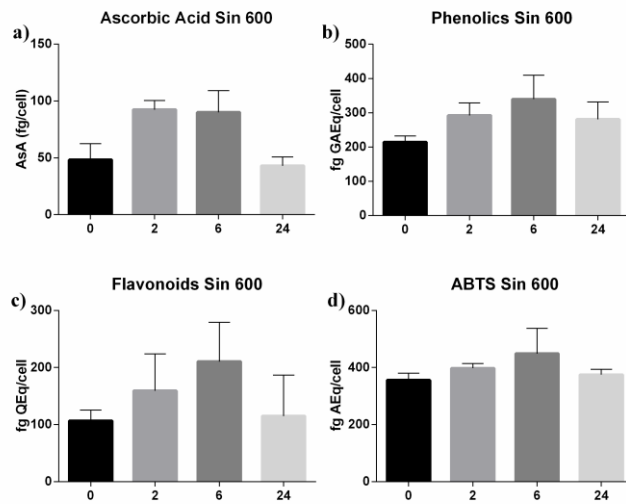 Ascorbic Acid Sin 600
a)
150
100
50
0
AsA (fg/cell)
0 2 6 24
Phenolics Sin 600
b)
500
400
300
200
100
0
fg GAEq/cell
0 2 6 24
Flavonoids Sin 600
c)
300
200
100
0
fg QEq/cell
0 2 6 24
ABTS Sin 600
d)
600
400
200
0
fg AEq/cell
0 2 6 24